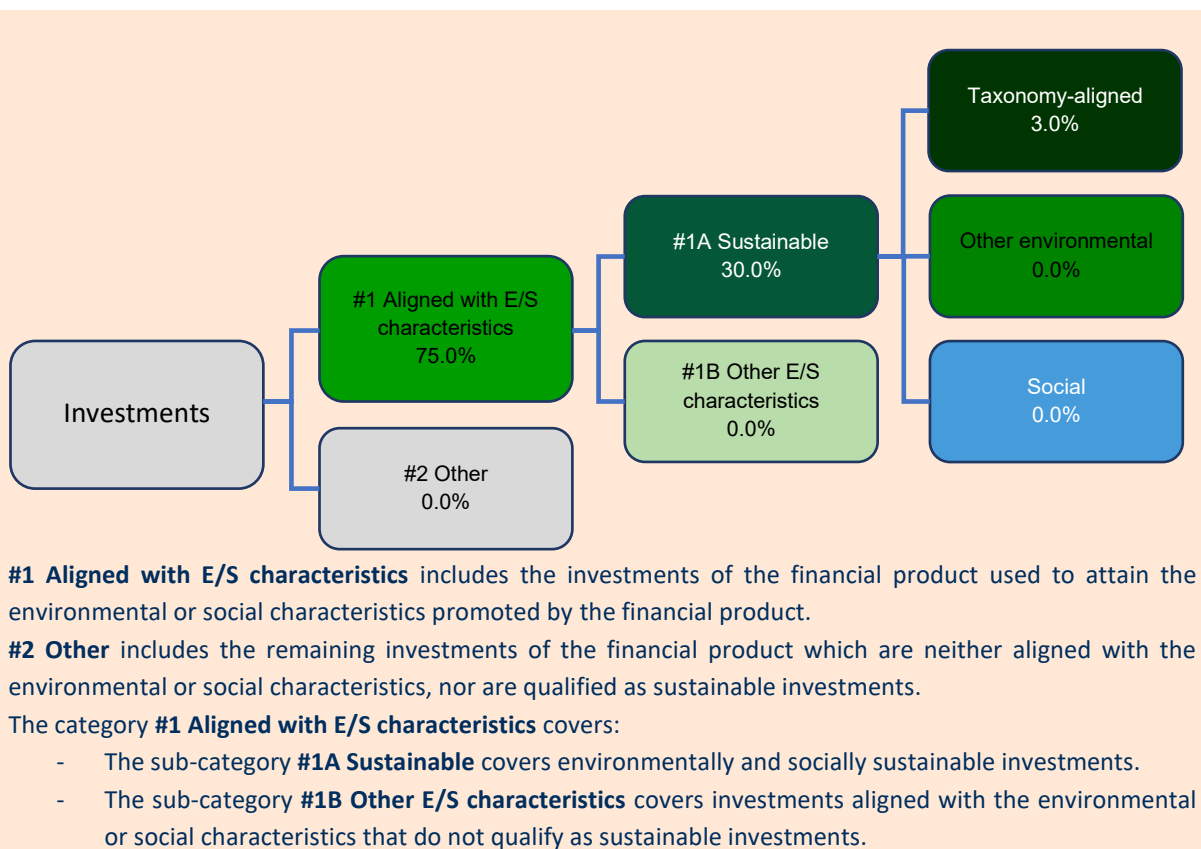 Taxonomy-aligned
3.0%
#1A Sustainable
30.0%
Other environmental
0.0%
#1 Aligned with E/S
characteristics
75.0%
#1B Other E/S
characteristics
0.0%
Social
0.0%
Investments
#2 Other
0.0%
#1 Aligned with E/S characteristics includes the investments of the financial product used to attain the
environmental or social characteristics promoted by the financial product.
#2 Other includes the remaining investments of the financial product which are neither aligned with the
environmental or social characteristics, nor are qualified as sustainable investments.
The category #1 Aligned with E/S characteristics covers:
- The sub-category #1A Sustainable covers environmentally and socially sustainable investments.
- The sub-category #1B Other E/S characteristics covers investments aligned with the environmental
or social characteristics that do not qualify as sustainable investments.